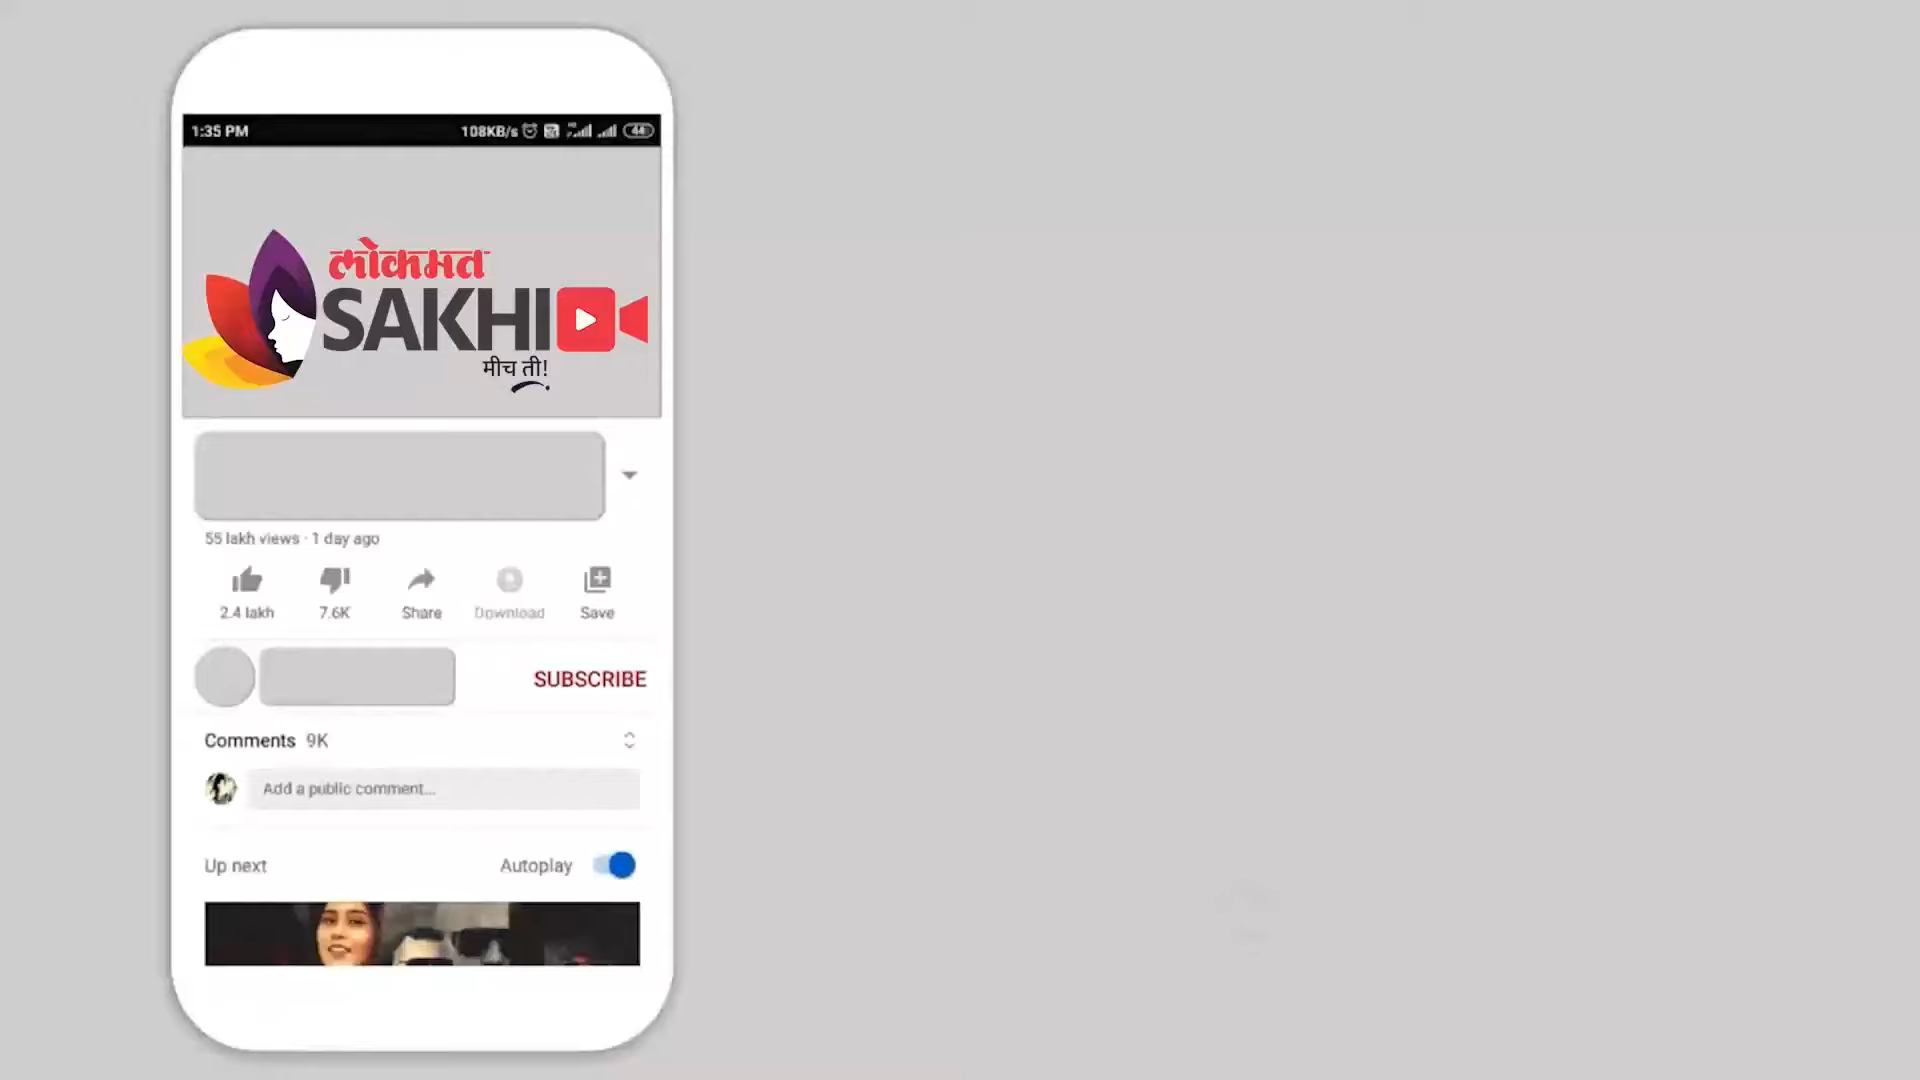 1:35 PM 108KB/s 44
लोकमत
SAKHI
मीच ती!
55 lakh views · 1 day ago
2.4 lakh 7.6K Share Download Save
SUBSCRIBE
Comments 9K
Add a public comment...
Up next Autoplay